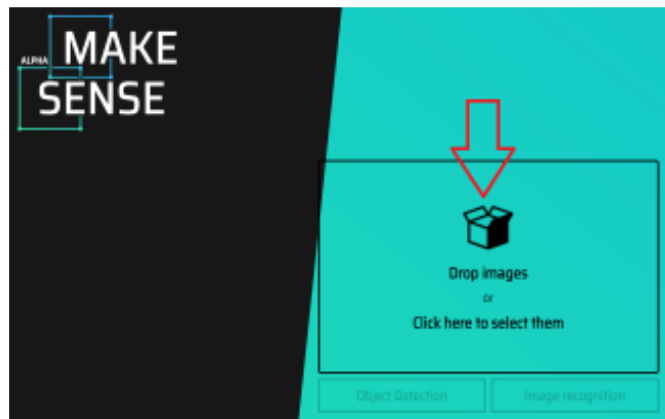 MAKE
ALPHA
SENSE
Drop images
or
Click here to select them
Object Detection
Image recognition